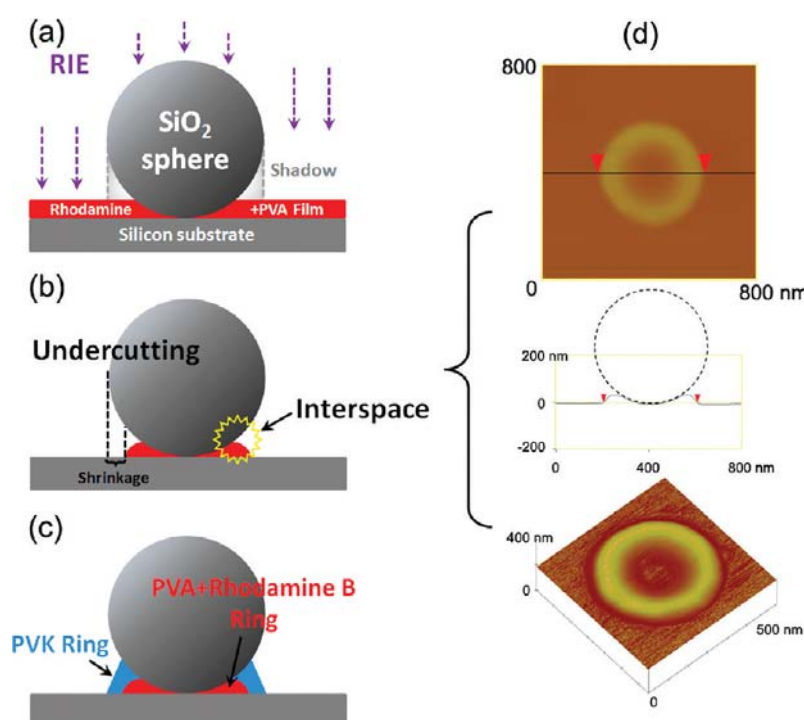 (a)
RIE
SiO₂
sphere
Shadow
Rhodamine +PVA Film
Silicon substrate
(b)
Undercutting
Interspace
Shrinkage
(c)
PVA+Rhodamine B
Ring
PVK Ring
(d)
800
0
800 nm
200 nm
0
-200
0 400 800 nm
400 nm
0
500 nm
0